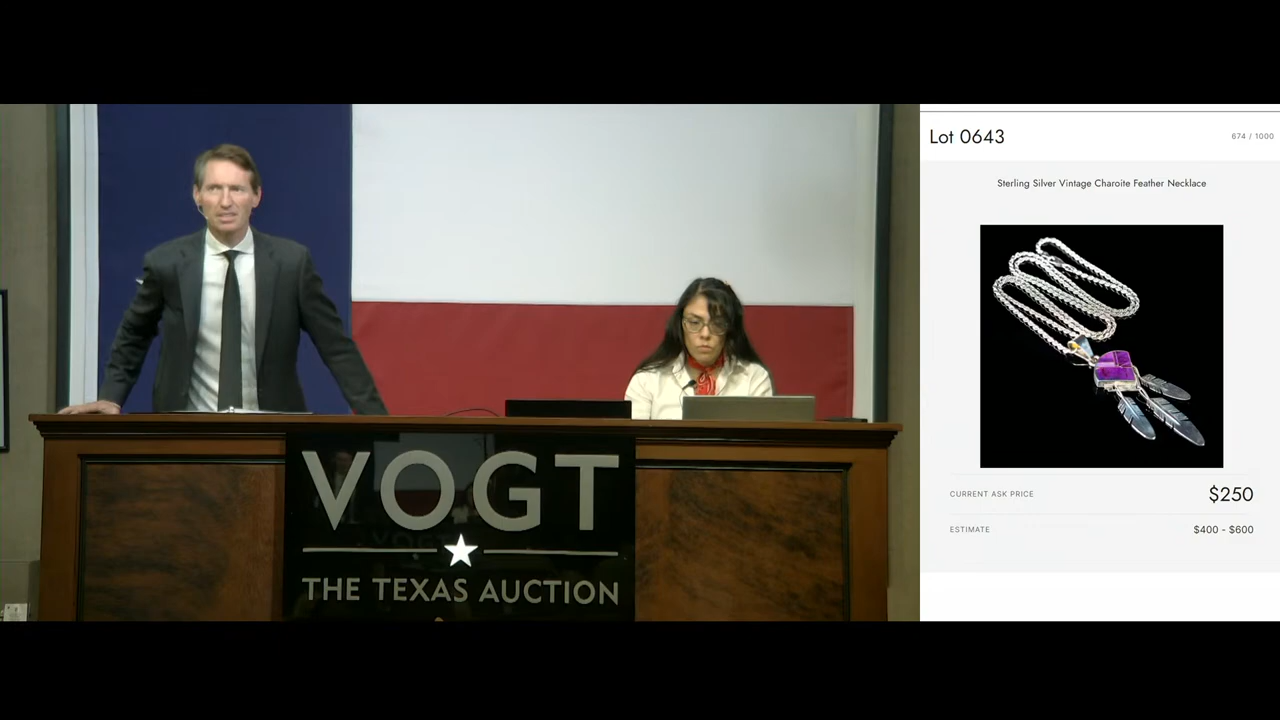 VOGT
THE TEXAS AUCTION
Lot 0643
674 / 1000
Sterling Silver Vintage Charoite Feather Necklace
CURRENT ASK PRICE
$250
ESTIMATE
$400 - $600